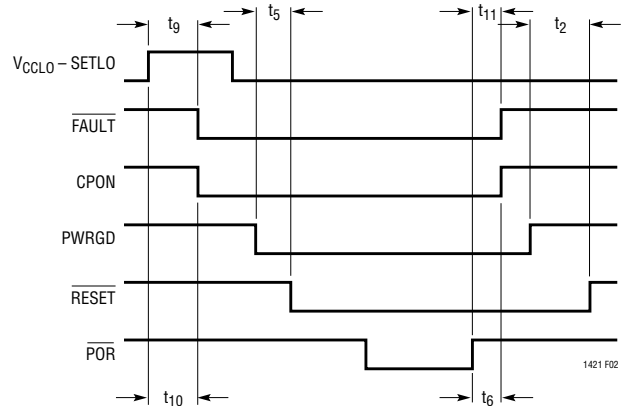 t9 t5 t11 t2
VCCLO – SETLO
FAULT
CPON
PWRGD
RESET
POR
1421 F02
t10 t6